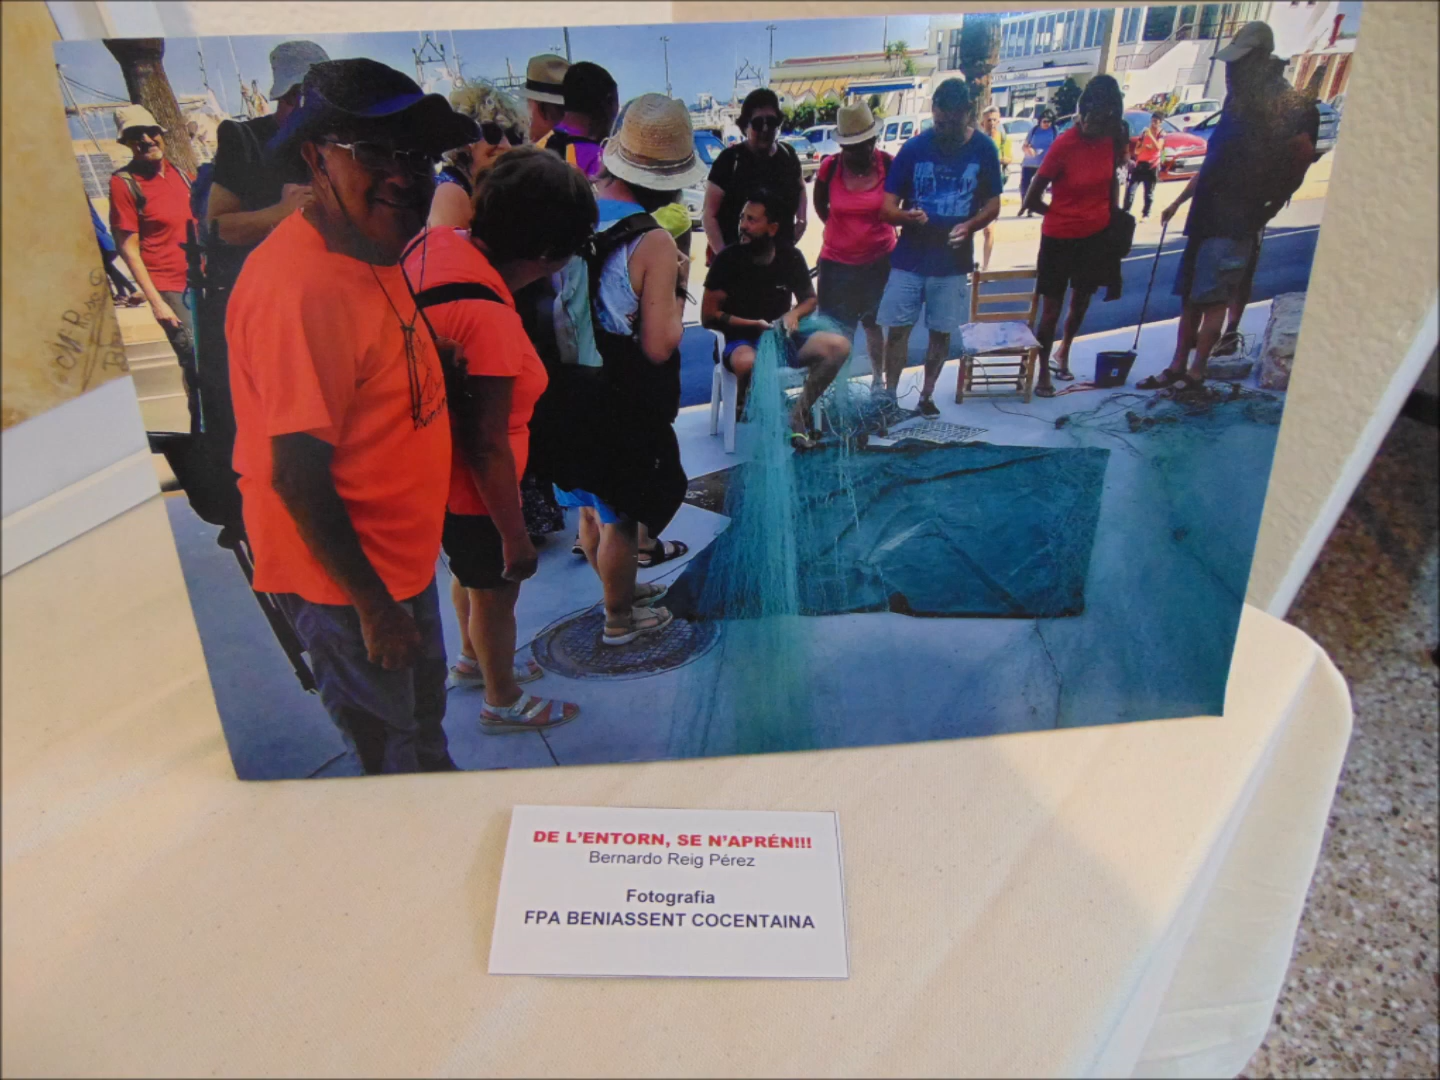 DE L'ENTORN, SE N'APRÉN!!!
Bernardo Reig Pérez
Fotografia
FPA BENIASSENT COCENTAINA